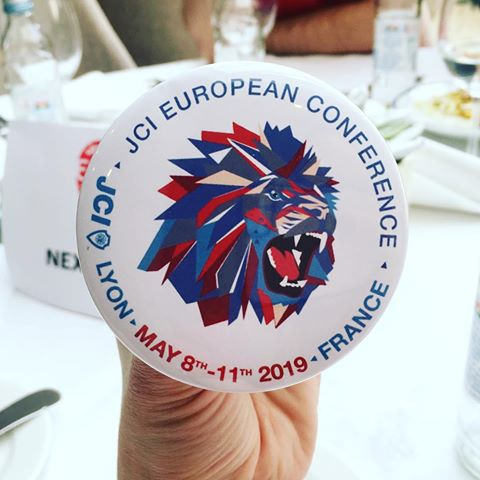 JCI EUROPEAN CONFERENCE
JCI
LYON
MAY 8TH-11TH 2019
FRANCE
NEX